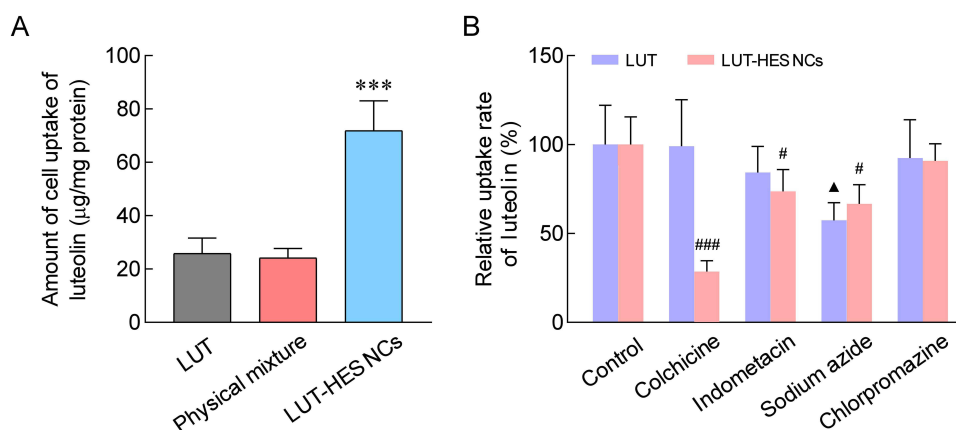 A
Amount of cell uptake of
luteolin (μg/mg protein)
100
80
60
40
20
0
***
LUT
Physical mixture
LUT-HES NCs
B
Relative uptake rate
of luteolin (%)
150
100
50
0
LUT
LUT-HES NCs
###
#
▲
#
Control
Colchicine
Indometacin
Sodium azide
Chlorpromazine